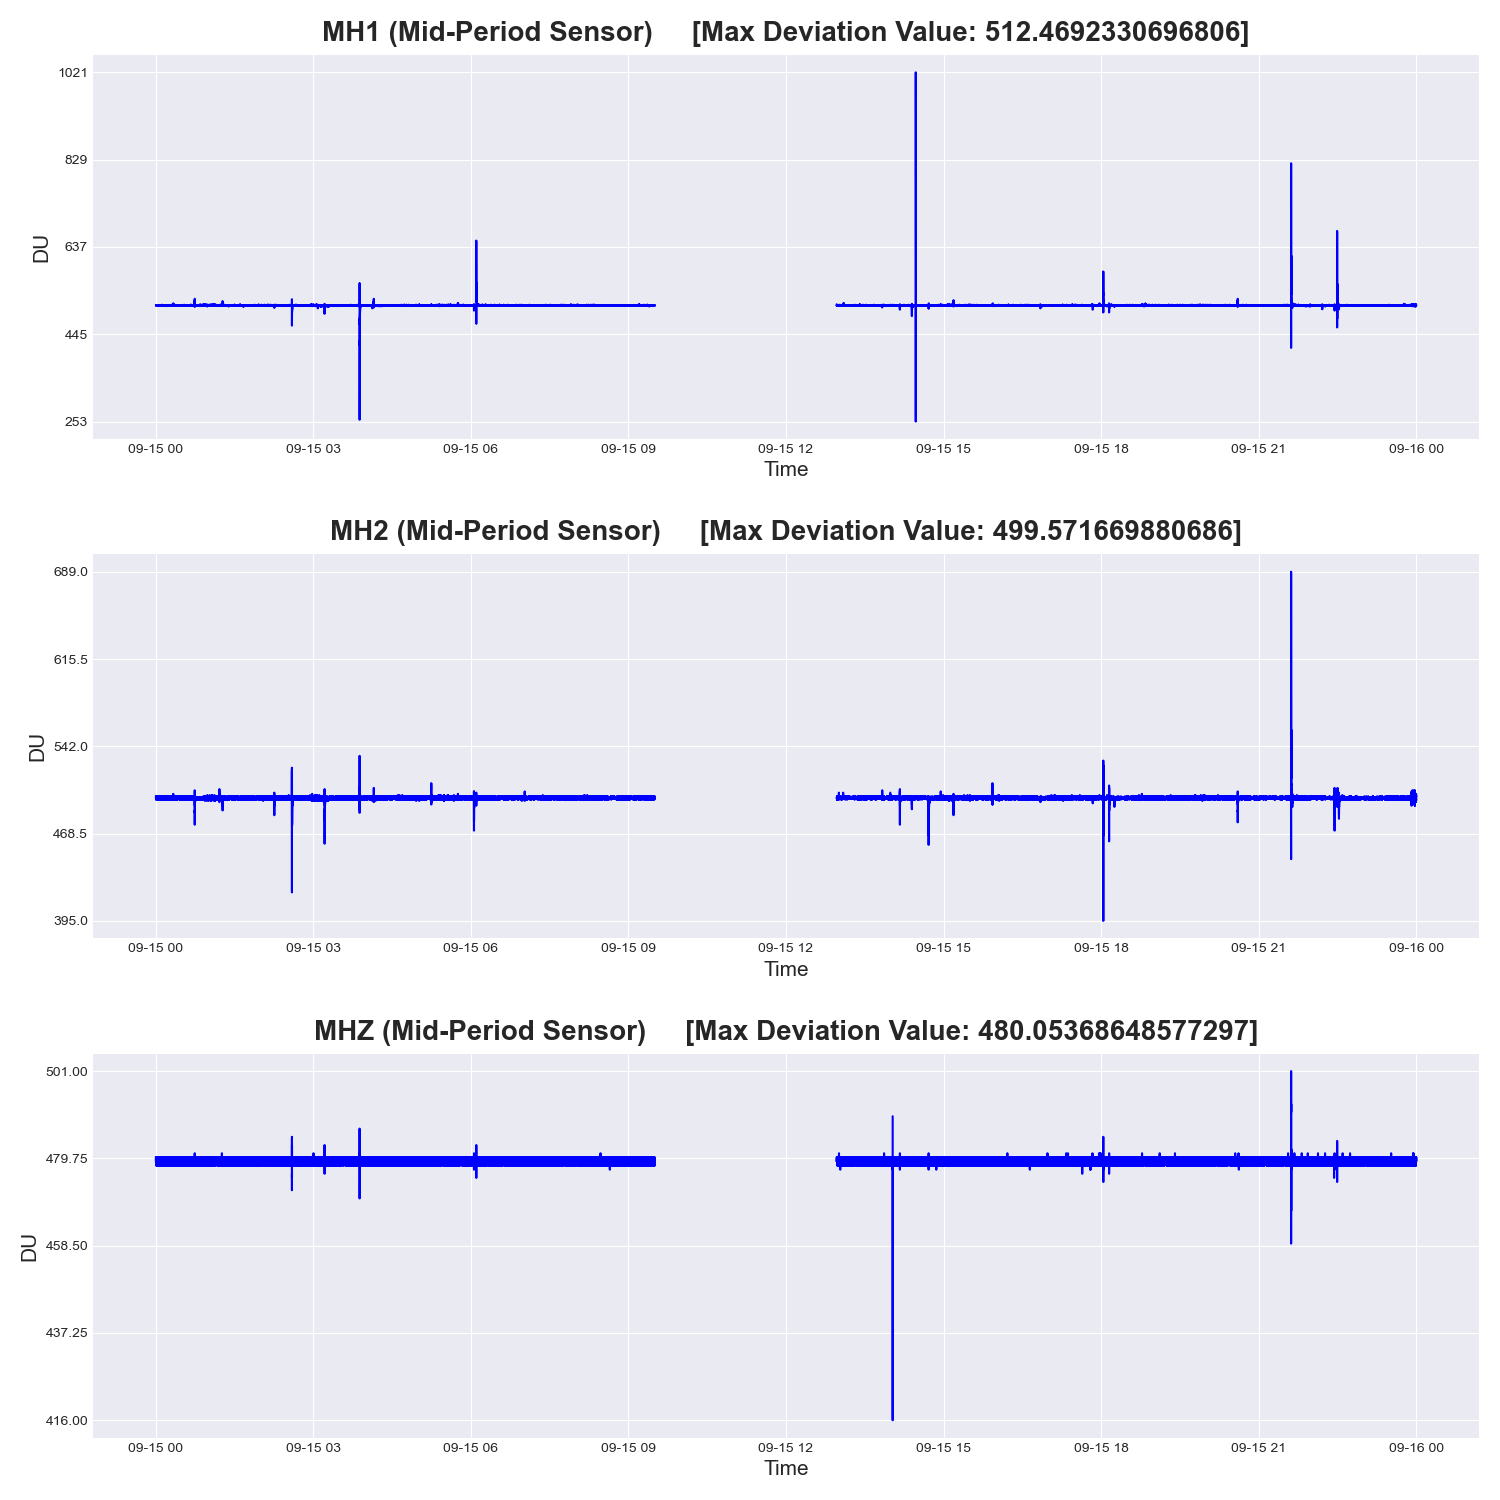 MH1 (Mid-Period Sensor) [Max Deviation Value: 512.4692330696806]
1021
829
637
445
253
DU
09-15 00 09-15 03 09-15 06 09-15 09 09-15 12 09-15 15 09-15 18 09-15 21 09-16 00
Time
MH2 (Mid-Period Sensor) [Max Deviation Value: 499.571669880686]
689.0
615.5
542.0
468.5
395.0
DU
09-15 00 09-15 03 09-15 06 09-15 09 09-15 12 09-15 15 09-15 18 09-15 21 09-16 00
Time
MHZ (Mid-Period Sensor) [Max Deviation Value: 480.05368648577297]
501.00
479.75
458.50
437.25
416.00
DU
09-15 00 09-15 03 09-15 06 09-15 09 09-15 12 09-15 15 09-15 18 09-15 21 09-16 00
Time